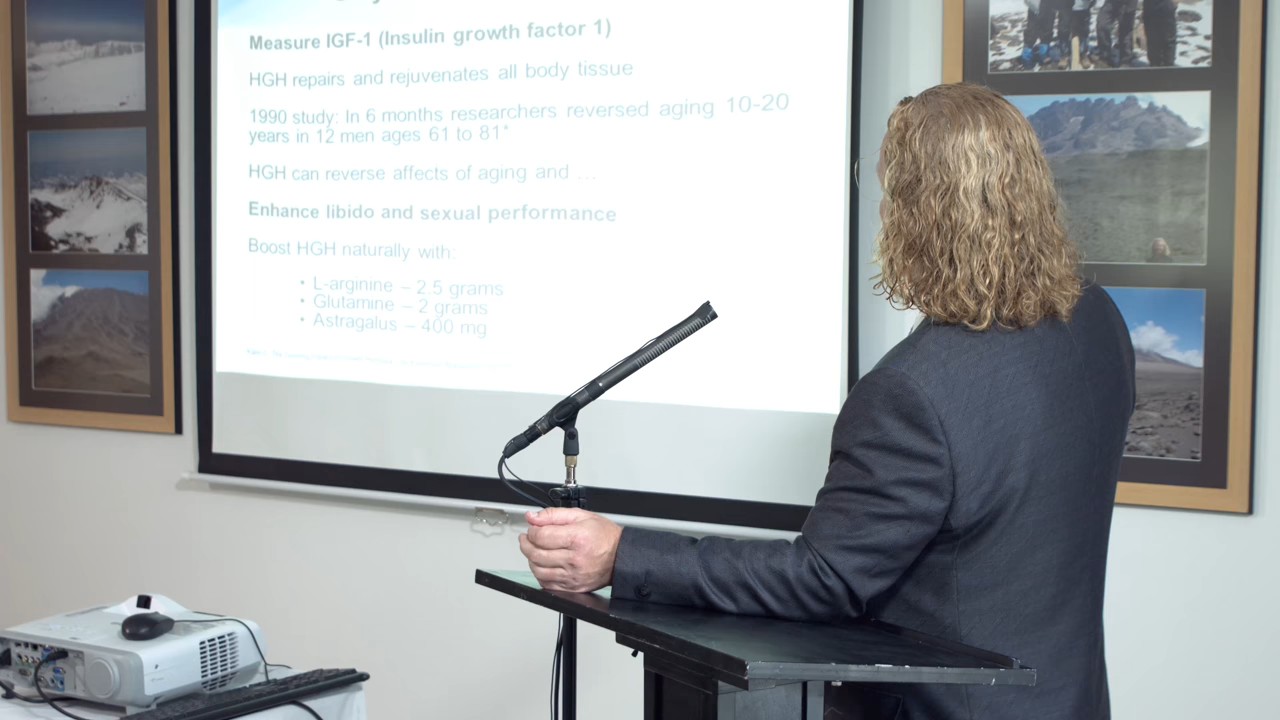 Measure IGF-1 (Insulin growth factor 1)
HGH repairs and rejuvenates all body tissue
1990 study: In 6 months researchers reversed aging 10-20
years in 12 men ages 61 to 81*
HGH can reverse affects of aging and ...
Enhance libido and sexual performance
Boost HGH naturally with:
• L-arginine – 2.5 grams
• Glutamine – 2 grams
• Astragalus – 400 mg